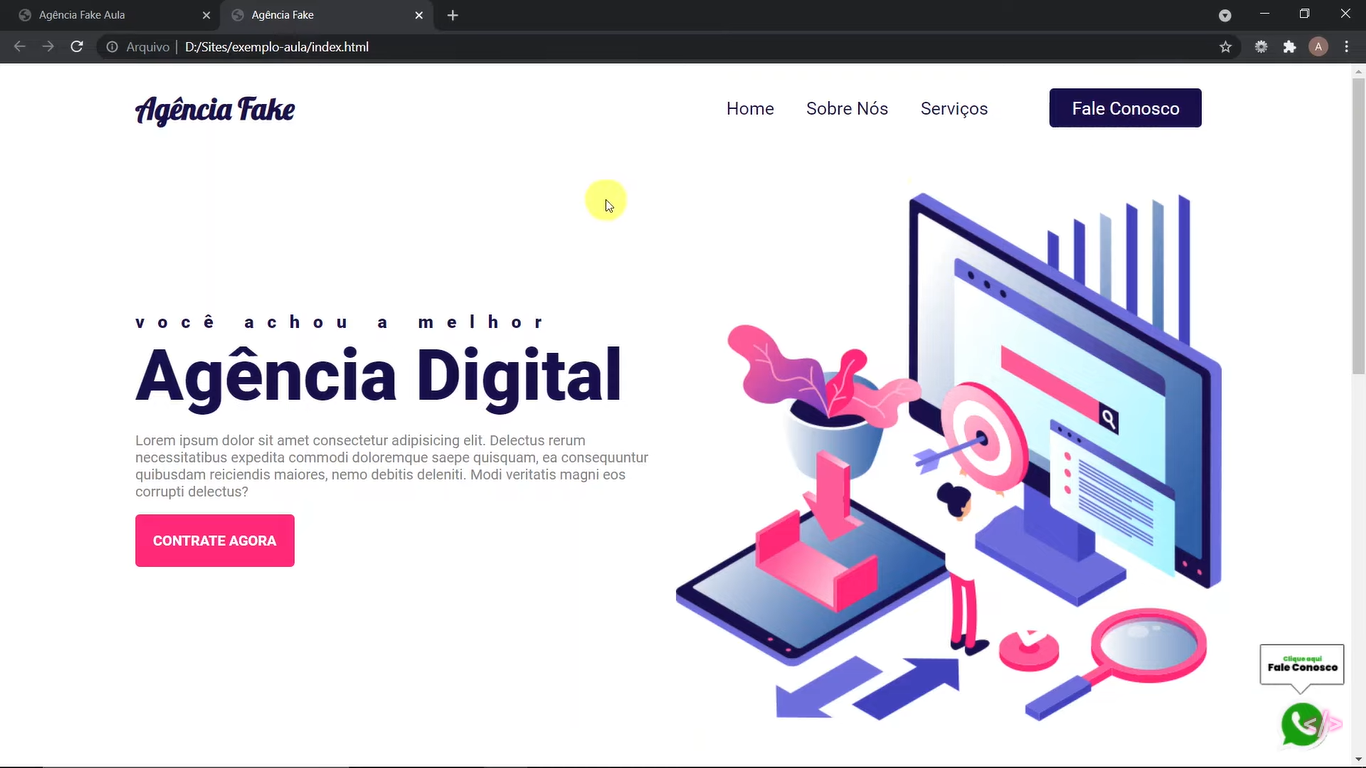 Agência Fake Aula
Agência Fake
Arquivo
D:/Sites/exemplo-aula/index.html
A
Agência Fake
Home
Sobre Nós
Serviços
Fale Conosco
você achou a melhor
Agência Digital
Lorem ipsum dolor sit amet consectetur adipisicing elit. Delectus rerum
necessitatibus expedita commodi doloremque saepe quisquam, ea consequuntur
quibusdam reiciendis maiores, nemo debitis deleniti. Modi veritatis magni eos
corrupti delectus?
CONTRATE AGORA
Clique aqui
Fale Conosco
</>